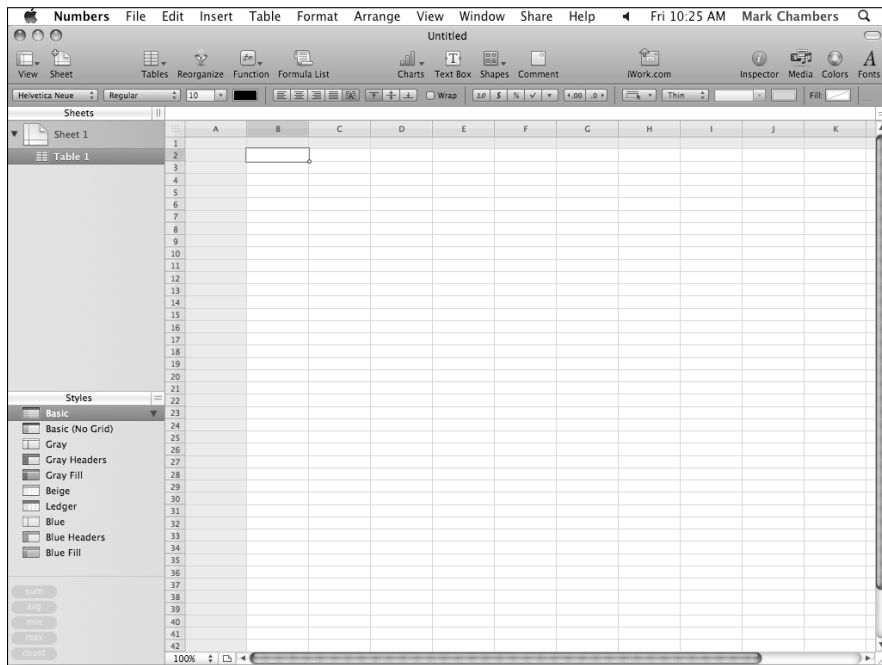 Numbers File Edit Insert Table Format Arrange View Window Share Help Fri 10:25 AM Mark Chambers
Untitled
View Sheet Tables Reorganize Function Formula List Charts Text Box Shapes Comment iWork.com Inspector Media Colors Fonts
Helvetica Neue Regular 10 Wrap 1.0 $ % Thin Fill:
Sheets
Sheet 1
Table 1
A B C D E F G H I J K
1
2
3
4
5
6
7
8
9
10
11
12
13
14
15
16
17
18
19
20
21
Styles 22
Basic 23
Basic (No Grid) 24
Gray 25
26
Gray Headers 27
Gray Fill 28
29
Beige 30
Ledger 31
Blue 32
Blue Headers 33
34
Blue Fill 35
36
37
sum 38
avg 39
min 40
max 41
42
count
100%